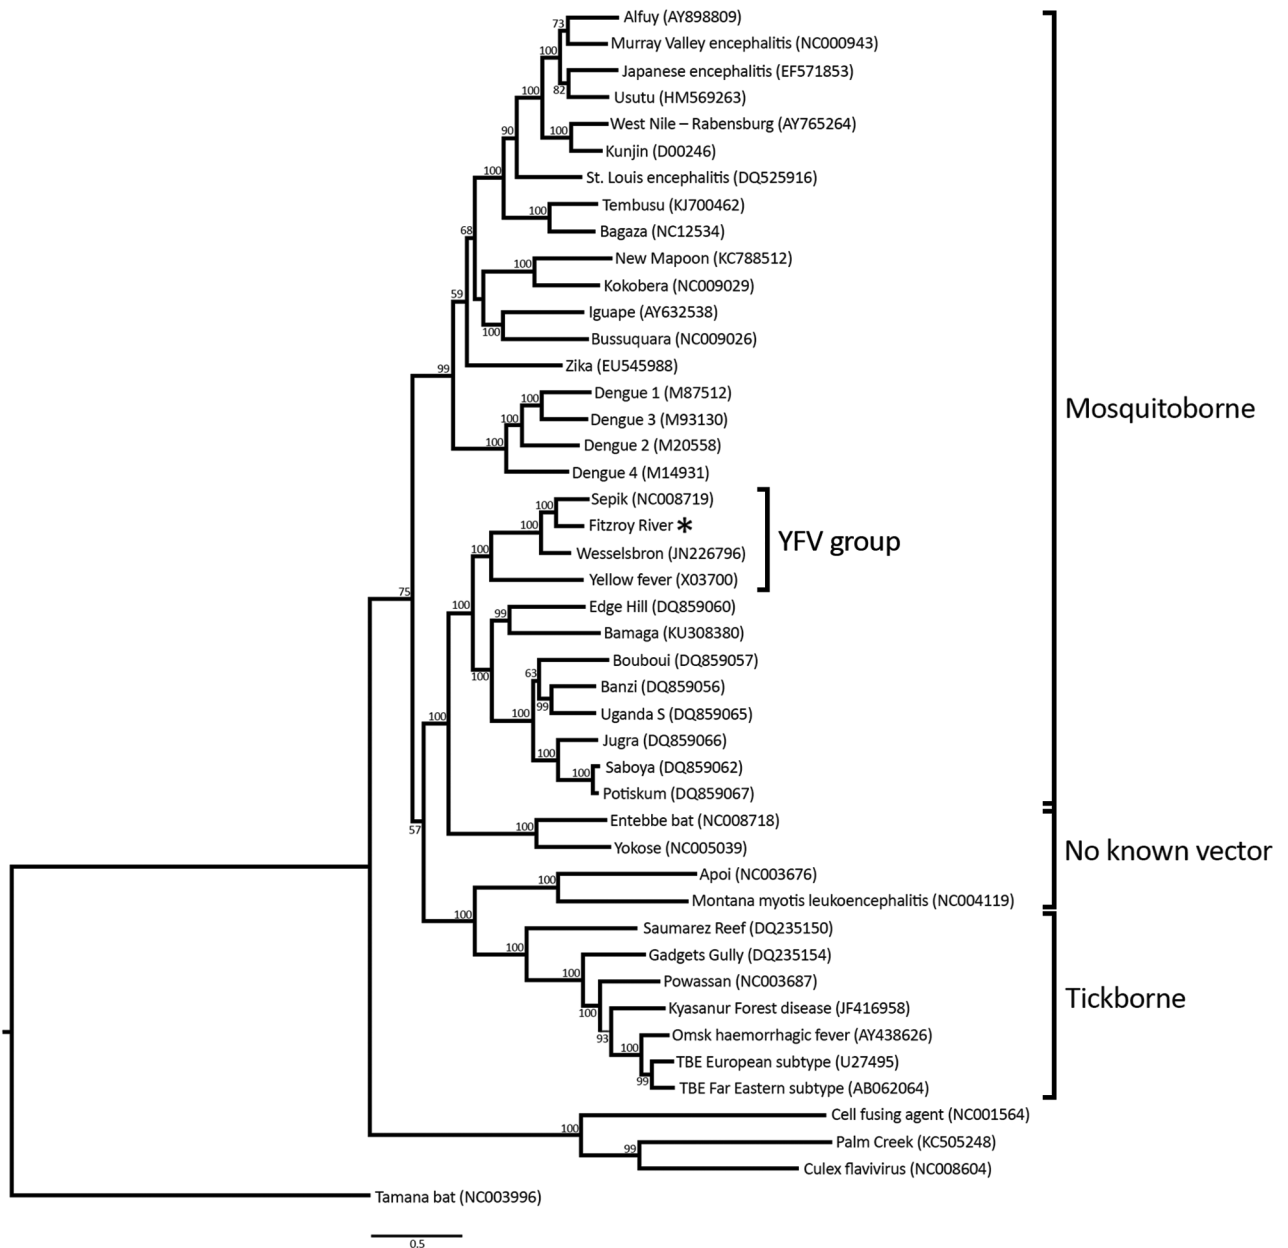 Alfuy (AY898809)
73
Murray Valley encephalitis (NC000943)
100
Japanese encephalitis (EF571853)
82
Usutu (HM569263)
100
West Nile – Rabensburg (AY765264)
90
100
Kunjin (D00246)
100
St. Louis encephalitis (DQ525916)
Tembusu (KJ700462)
100
Bagaza (NC12534)
68
New Mapoon (KC788512)
100
Kokobera (NC009029)
59
Iguape (AY632538)
100
Bussuquara (NC009026)
Zika (EU545988)
99
Dengue 1 (M87512)
100
Dengue 3 (M93130)
100
Mosquitoborne
Dengue 2 (M20558)
100
Dengue 4 (M14931)
Sepik (NC008719)
100
Fitzroy River *
100
YFV group
Wesselsbron (JN226796)
100
Yellow fever (X03700)
75
100
Edge Hill (DQ859060)
99
Bamaga (KU308380)
Bouboui (DQ859057)
63
100
Banzi (DQ859056)
99
Uganda S (DQ859065)
100
100
Jugra (DQ859066)
100
Saboya (DQ859062)
100
Potiskum (DQ859067)
Entebbe bat (NC008718)
57
100
Yokose (NC005039)
No known vector
Apoi (NC003676)
100
Montana myotis leukoencephalitis (NC004119)
100
Saumarez Reef (DQ235150)
100
Gadgets Gully (DQ235154)
100
Powassan (NC003687)
Tickborne
100
Kyasanur Forest disease (JF416958)
93
Omsk haemorrhagic fever (AY438626)
100
TBE European subtype (U27495)
99
TBE Far Eastern subtype (AB062064)
Cell fusing agent (NC001564)
100
Palm Creek (KC505248)
99
Culex flavivirus (NC008604)
Tamana bat (NC003996)
0.5